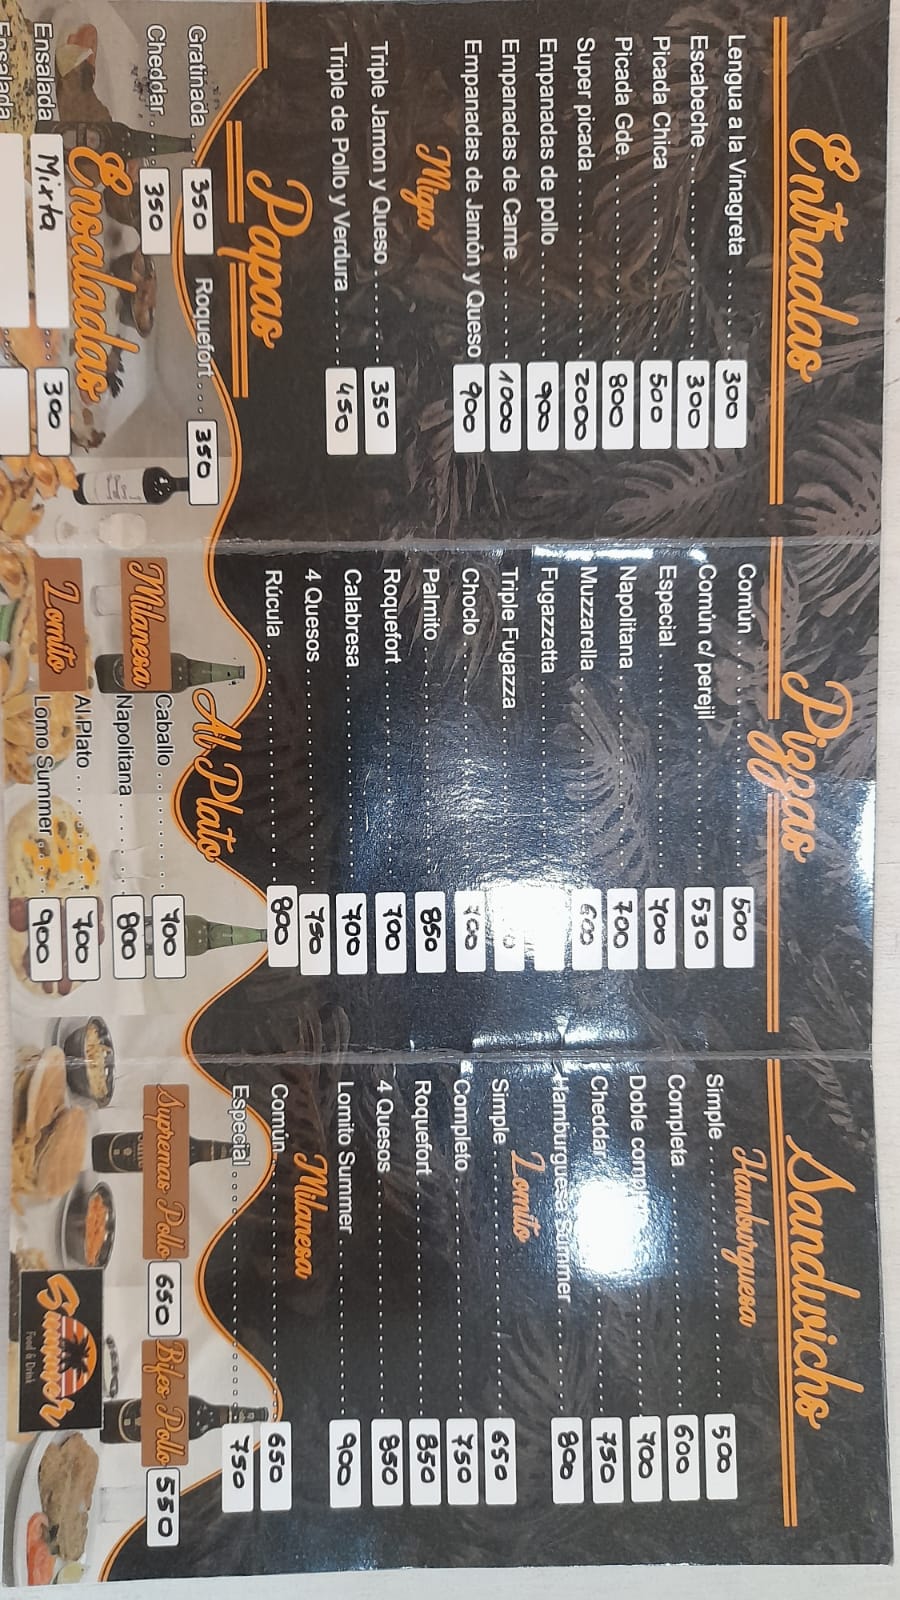 Entradas
Lengua a la Vinagreta 300
Escabeche 300
Picada Chica 500
Picada Gde. 800
Super picada 2000
Empanadas de pollo 900
Empanadas de Carne 1000
Empanadas de Jamón y Queso 900
Miga
Triple Jamon y Queso 350
Triple de Pollo y Verdura 450
Papas
Gratinada 350 Roquefort 350
Cheddar 350
Ensaladas
Ensalada Mixta 300
Ensalada
Pizzas
Común 500
Común c/ perejil 530
Especial 700
Napolitana 700
Muzzarella 600
Fugazzetta
Triple Fugazza
Choclo 700
Palmito 850
Roquefort 700
Calabresa 700
4 Quesos 750
Rúcula 800
Al Plato
Milanesa
Caballo 700
Napolitana 800
Lomito
Al Plato 700
Lomo Summer 900
Sandwichs
Hamburguesa
Simple 500
Completa 600
Doble 700
Cheddar 750
Hamburguesa Summer 800
Lomito
Simple 650
Completo 750
Roquefort 850
4 Quesos 850
Lomito Summer 900
Milanesa
Común 650
Especial 750
Supremas Pollo 650 Bifes Pollo 550
Summer
Food & Drink